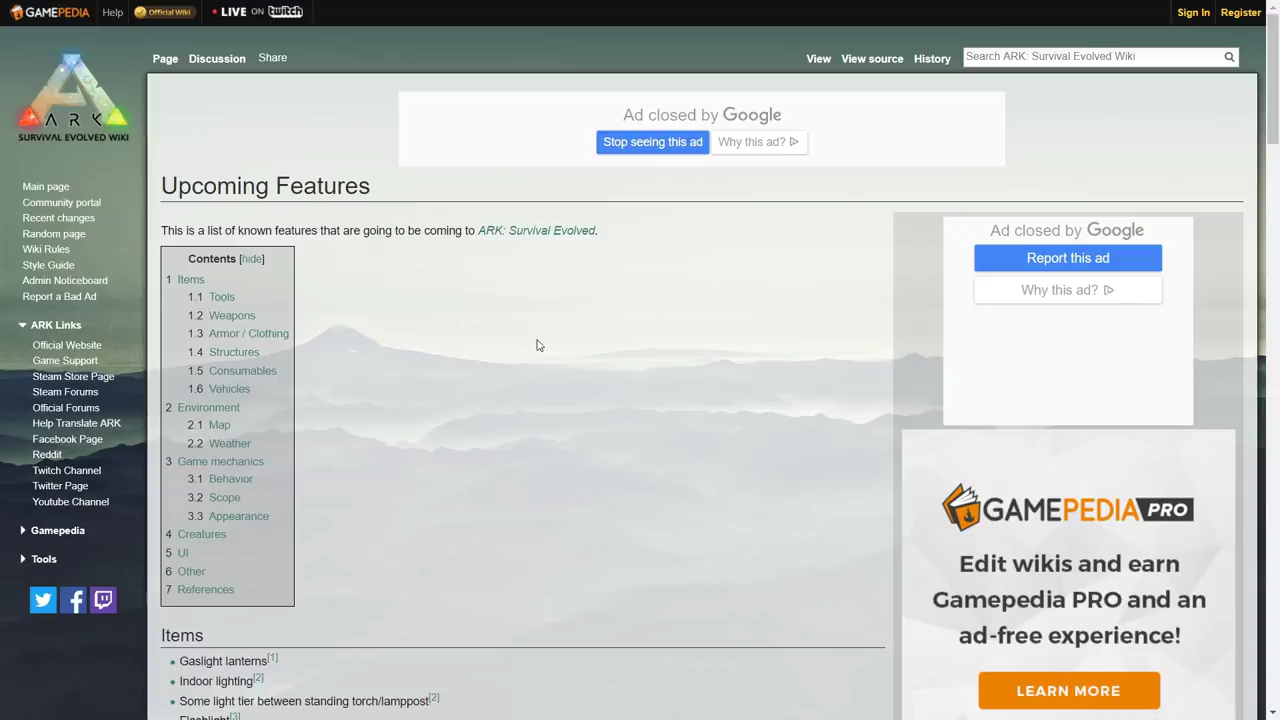 GAMEPEDIA Help Official Wiki LIVE ON twitch Sign In Register
Page Discussion Share View View source History Search ARK: Survival Evolved Wiki
ARK
SURVIVAL EVOLVED WIKI
Main page
Community portal
Recent changes
Random page
Wiki Rules
Style Guide
Admin Noticeboard
Report a Bad Ad
ARK Links
Official Website
Game Support
Steam Store Page
Steam Forums
Official Forums
Help Translate ARK
Facebook Page
Reddit
Twitch Channel
Twitter Page
Youtube Channel
Gamepedia
Tools
Ad closed by Google
Stop seeing this ad Why this ad?
Upcoming Features
This is a list of known features that are going to be coming to ARK: Survival Evolved.
Contents [hide]
1 Items
1.1 Tools
1.2 Weapons
1.3 Armor / Clothing
1.4 Structures
1.5 Consumables
1.6 Vehicles
2 Environment
2.1 Map
2.2 Weather
3 Game mechanics
3.1 Behavior
3.2 Scope
3.3 Appearance
4 Creatures
5 UI
6 Other
7 References
Items
Gaslight lanterns[1]
Indoor lighting[2]
Some light tier between standing torch/lamppost[2]
Flashlight[3]
Ad closed by Google
Report this ad
Why this ad?
GAMEPEDIA PRO
Edit wikis and earn
Gamepedia PRO and an
ad-free experience!
LEARN MORE